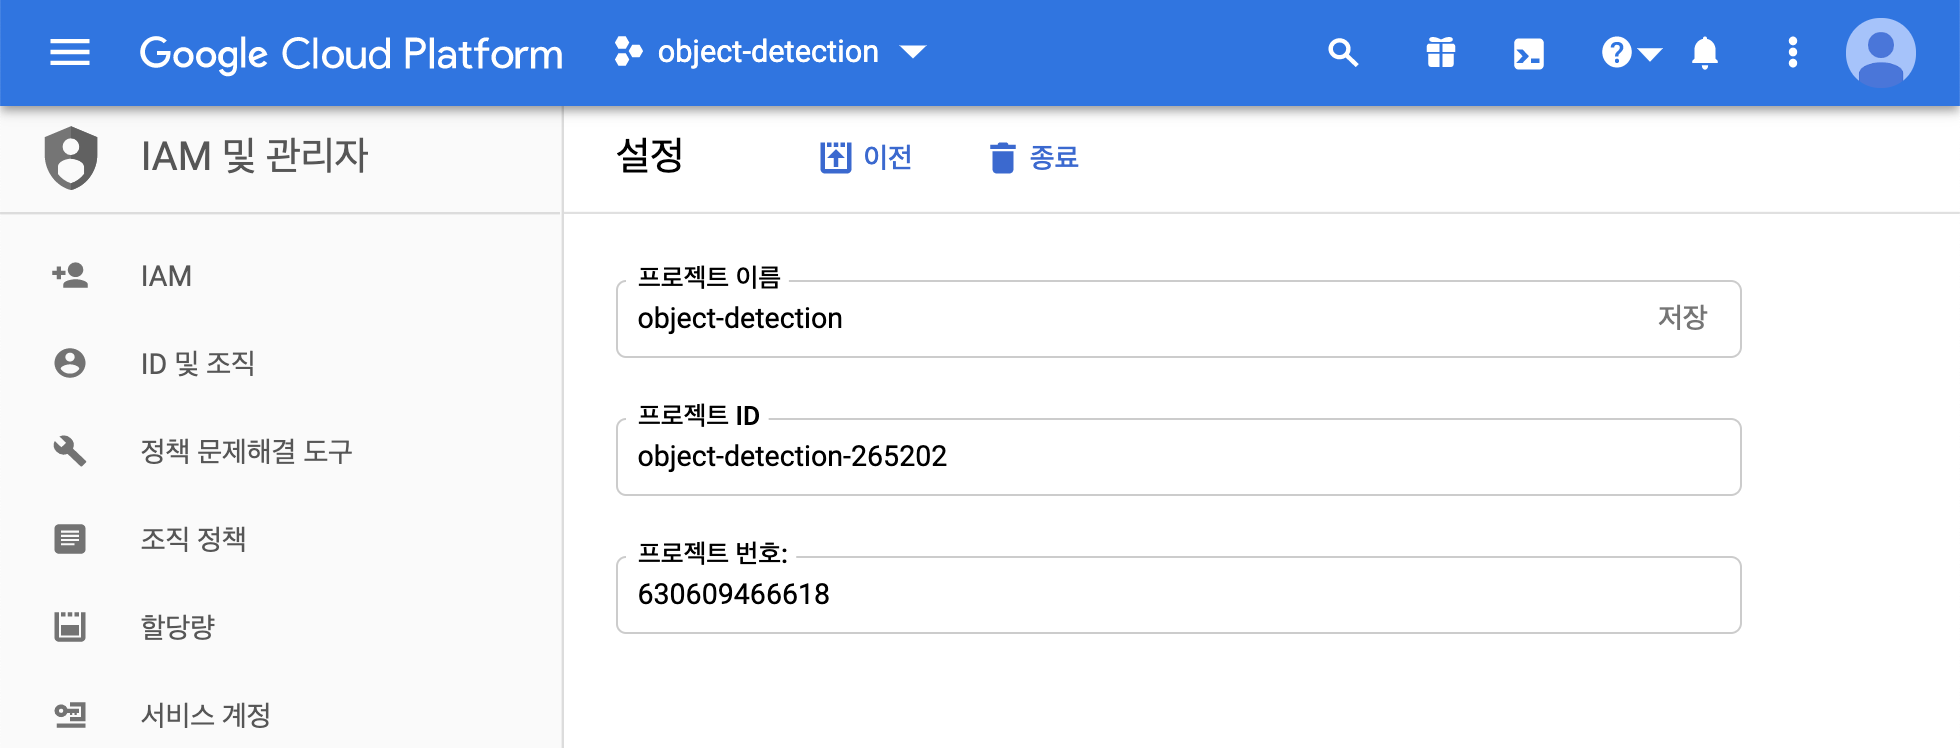 Google Cloud Platform
object-detection
IAM 및 관리자
설정
이전
종료
IAM
ID 및 조직
정책 문제해결 도구
조직 정책
할당량
서비스 계정
프로젝트 이름
object-detection
저장
프로젝트 ID
object-detection-265202
프로젝트 번호:
630609466618